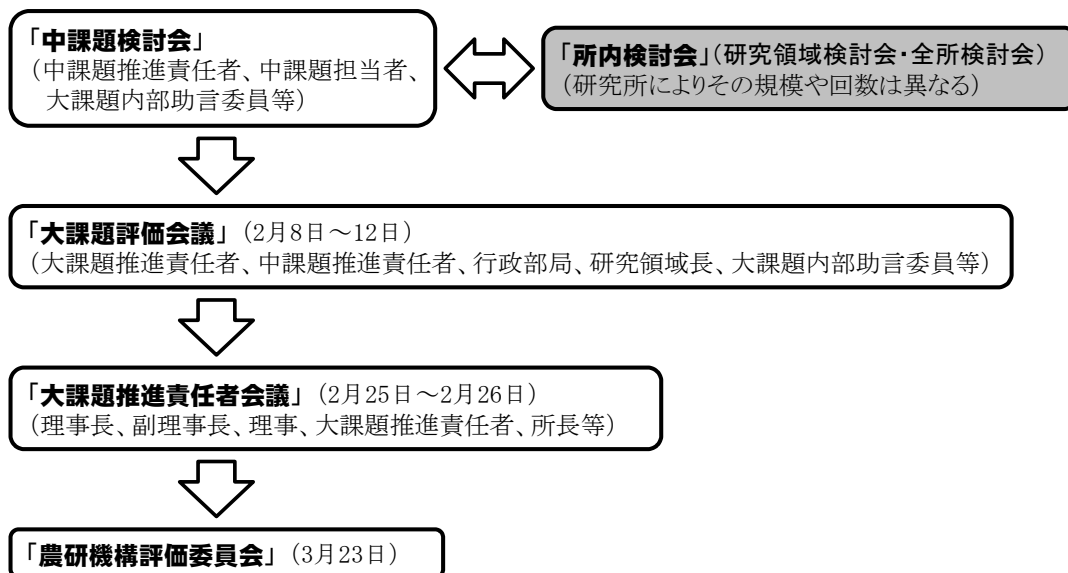 「中課題検討会」
（中課題推進責任者、中課題担当者、
大課題内部助言委員等）
「所内検討会」（研究領域検討会・全所検討会）
（研究所によりその規模や回数は異なる）
「大課題評価会議」（2月8日～12日）
（大課題推進責任者、中課題推進責任者、行政部局、研究領域長、大課題内部助言委員等）
「大課題推進責任者会議」（2月25日～2月26日）
（理事長、副理事長、理事、大課題推進責任者、所長等）
「農研機構評価委員会」（3月23日）